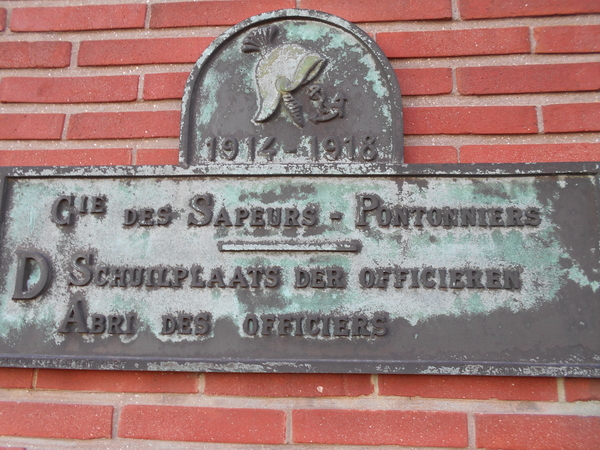 1914-1918
Cie des Sapeurs - Pontonniers
D Schuilplaats der officieren
Abri des officiers